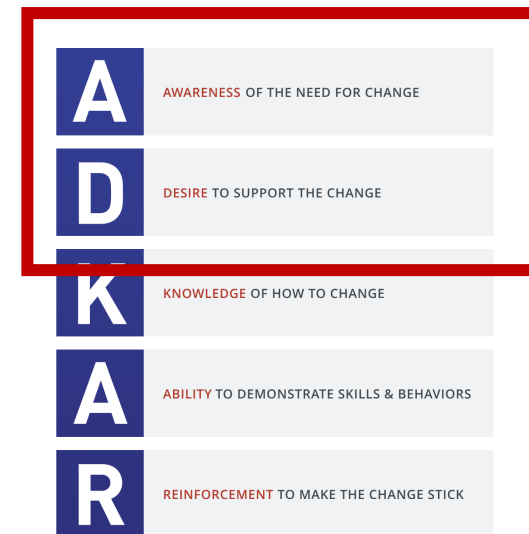 A
AWARENESS OF THE NEED FOR CHANGE
D
DESIRE TO SUPPORT THE CHANGE
K
KNOWLEDGE OF HOW TO CHANGE
A
ABILITY TO DEMONSTRATE SKILLS & BEHAVIORS
R
REINFORCEMENT TO MAKE THE CHANGE STICK